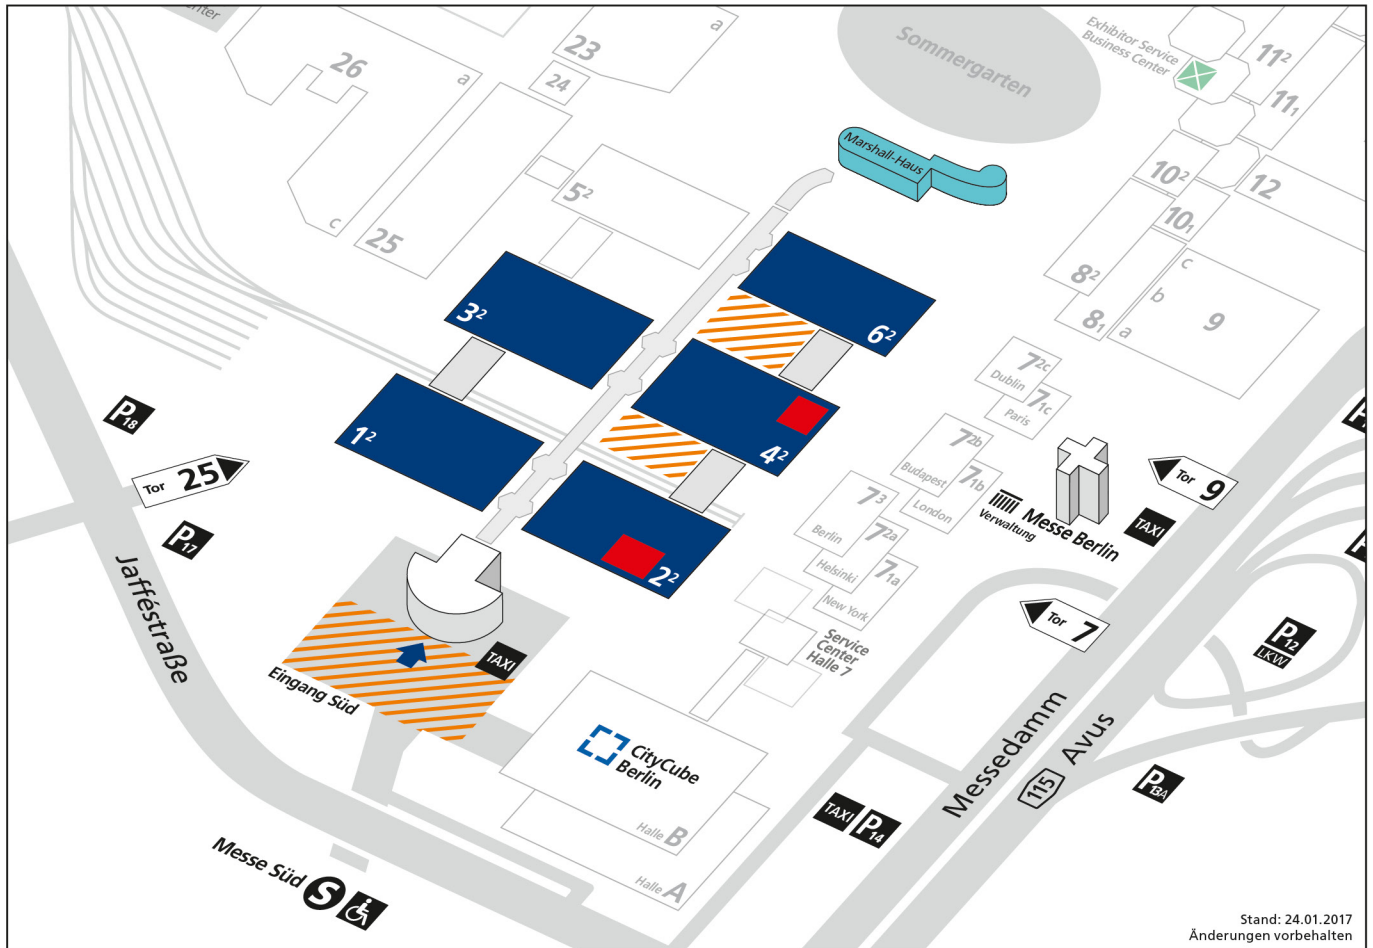 26
a
c
25
23
a
24
5²
Sommergarten
Exhibitor Service
Business Center
11²
11₁
10²
10₁
12
8²
8₁
9
a
b
c
Marshall-Haus
3²
6²
1²
4²
2²
7²ᶜ
Dublin
7₁c
Paris
7²ᵇ
Budapest
7₁b
London
7³
Berlin
7²ᵃ
Helsinki
7₁a
New York
Service
Center
Halle 7
Messe Berlin
Verwaltung
Tor 9
TAXI
Tor 7
P12
LKW
P13A
P18
Tor 25
P17
Jafféstraße
Eingang Süd
TAXI
CityCube
Berlin
Halle B
Halle A
TAXI P14
Messedamm
115 Avus
Messe Süd S
Stand: 24.01.2017
Änderungen vorbehalten